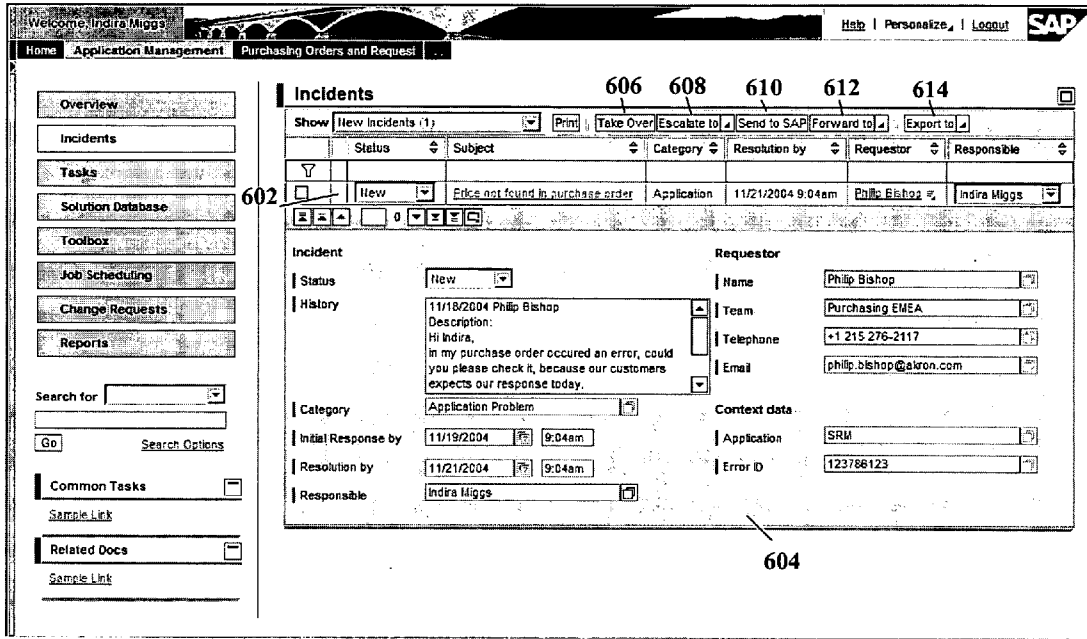 Welcome, Indira Miggs
Help | Personalize | Logout
SAP
Home Application Management Purchasing Orders and Request ...
Overview
Incidents
Tasks
Solution Database
Toolbox
Job Scheduling
Change Requests
Reports
Search for
Go Search Options
Common Tasks
Sample Link
Related Docs
Sample Link
Incidents
606 608 610 612 614
Show New Incidents (1) Print Take Over Escalate to Send to SAP Forward to Export to
Status Subject Category Resolution by Requestor Responsible
602
New Price not found in purchase order Application 11/21/2004 9:04am Philip Bishop Indira Miggs
0
Incident
Status New
History 11/18/2004 Philip Bishop
Description:
Hi Indira,
in my purchase order occured an error, could
you please check it, because our customers
expects our response today.
Category Application Problem
Initial Response by 11/19/2004 9:04am
Resolution by 11/21/2004 9:04am
Responsible Indira Miggs
Requestor
Name Philip Bishop
Team Purchasing EMEA
Telephone +1 215 276-2117
Email philip.bishop@akron.com
Context data
Application SRM
Error ID 123786123
604